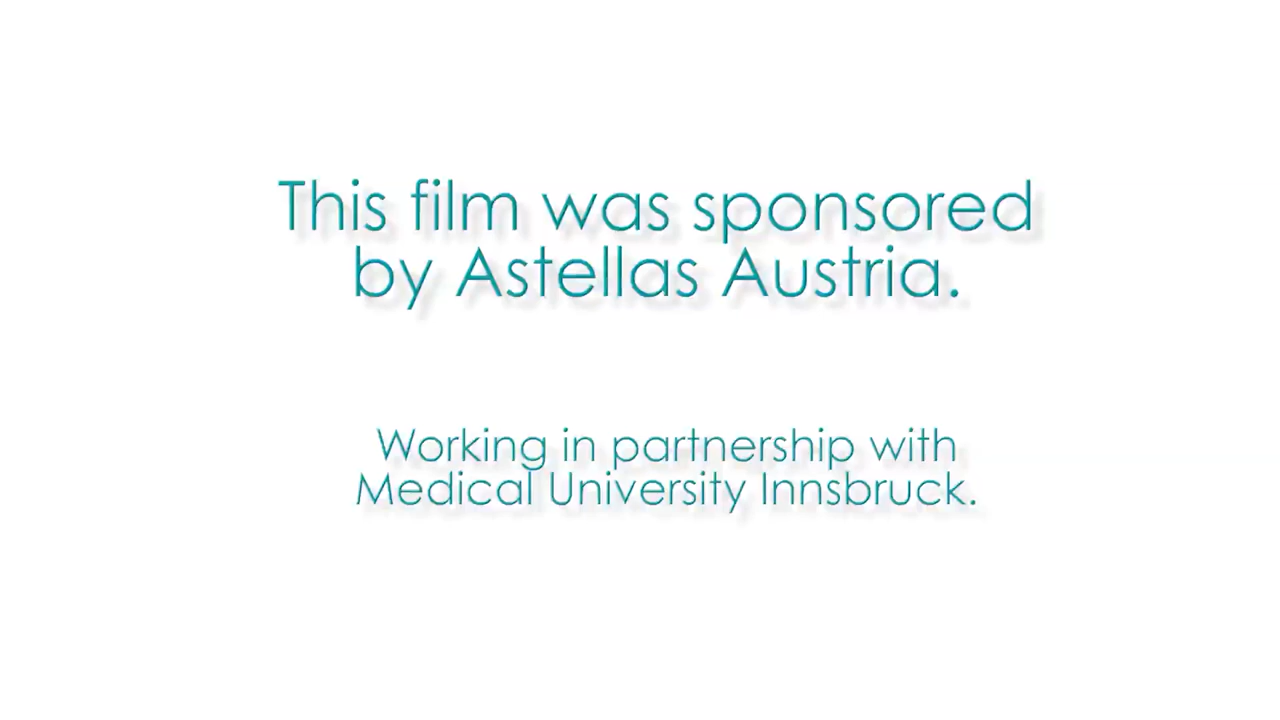 This film was sponsored
by Astellas Austria.
Working in partnership with
Medical University Innsbruck.